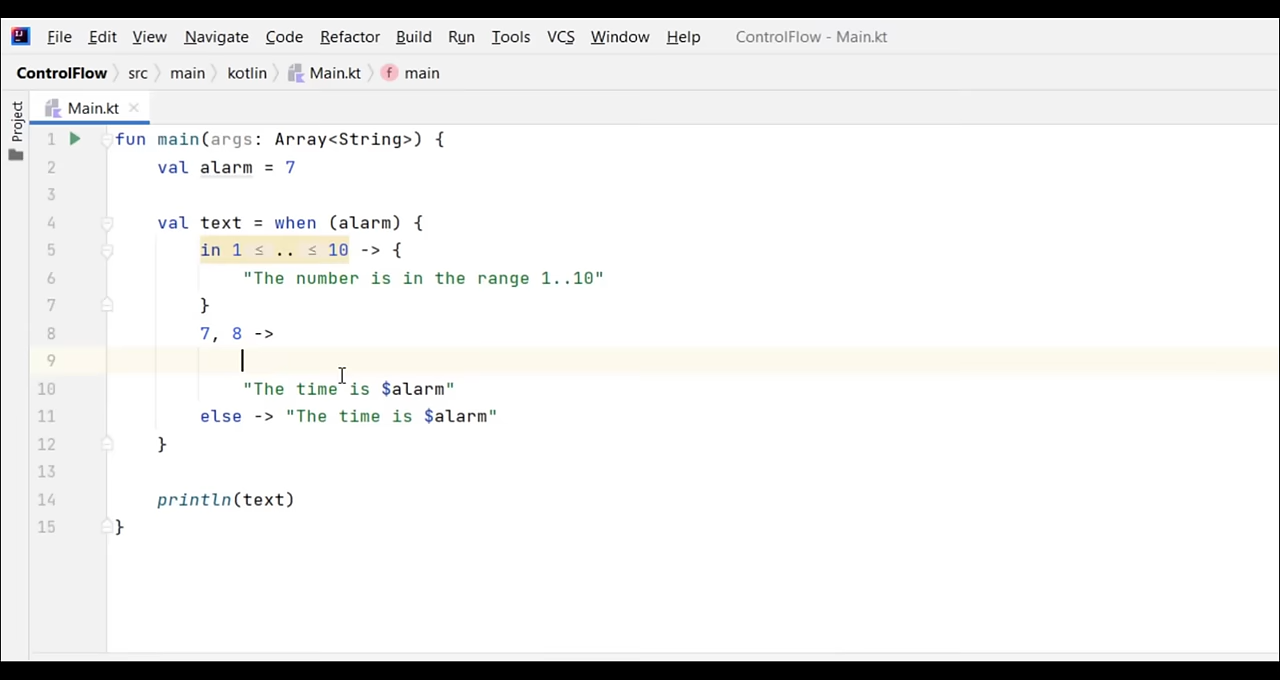 File Edit View Navigate Code Refactor Build Run Tools VCS Window Help ControlFlow - Main.kt
ControlFlow src main kotlin Main.kt f main
Project
Main.kt
1 fun main(args: Array<String>) {
2 val alarm = 7
3
4 val text = when (alarm) {
5 in 1 ≤ .. ≤ 10 -> {
6 "The number is in the range 1..10"
7 }
8 7, 8 ->
9
10 "The time is $alarm"
11 else -> "The time is $alarm"
12 }
13
14 println(text)
15 }